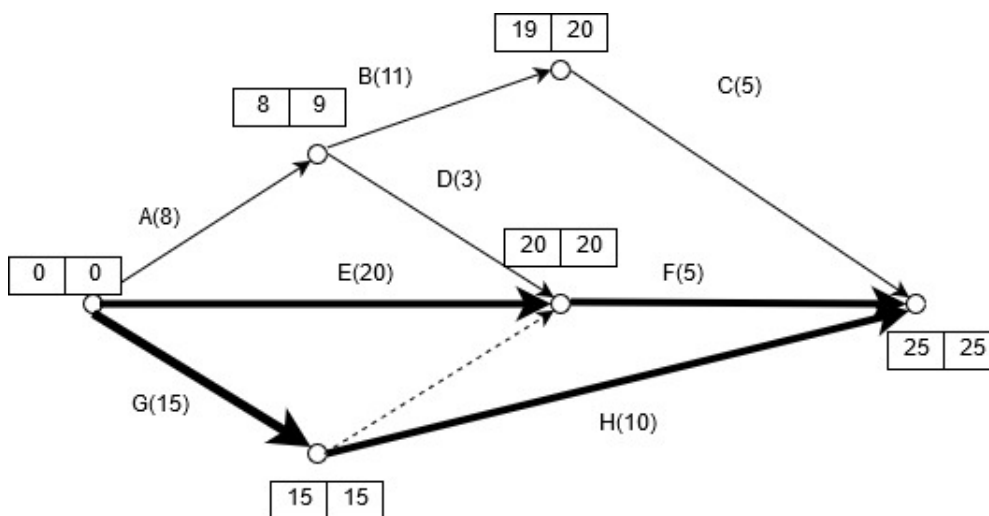 19 20
B(11)
C(5)
8 9
D(3)
A(8)
20 20
0 0
E(20)
F(5)
25 25
G(15)
H(10)
15 15